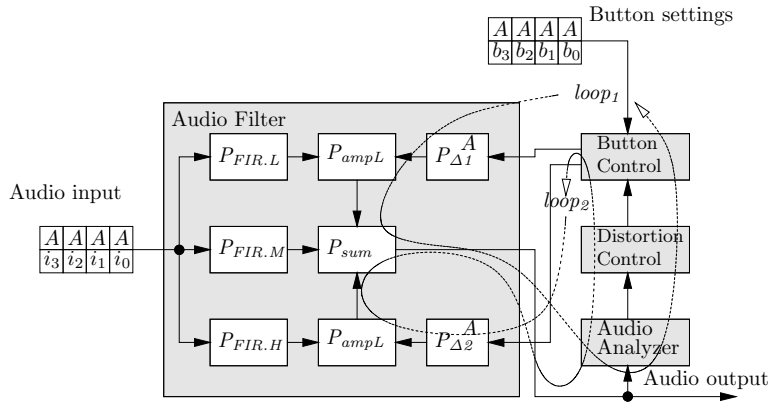 Button settings
A A A A
b3 b2 b1 b0
loop1
Audio Filter
PFIR.L PampL PΔ1 A
Button
Control
Audio input
A A A A
i3 i2 i1 i0
loop2
PFIR.M Psum
Distortion
Control
PFIR.H PampL PΔ2 A
Audio
Analyzer
Audio output